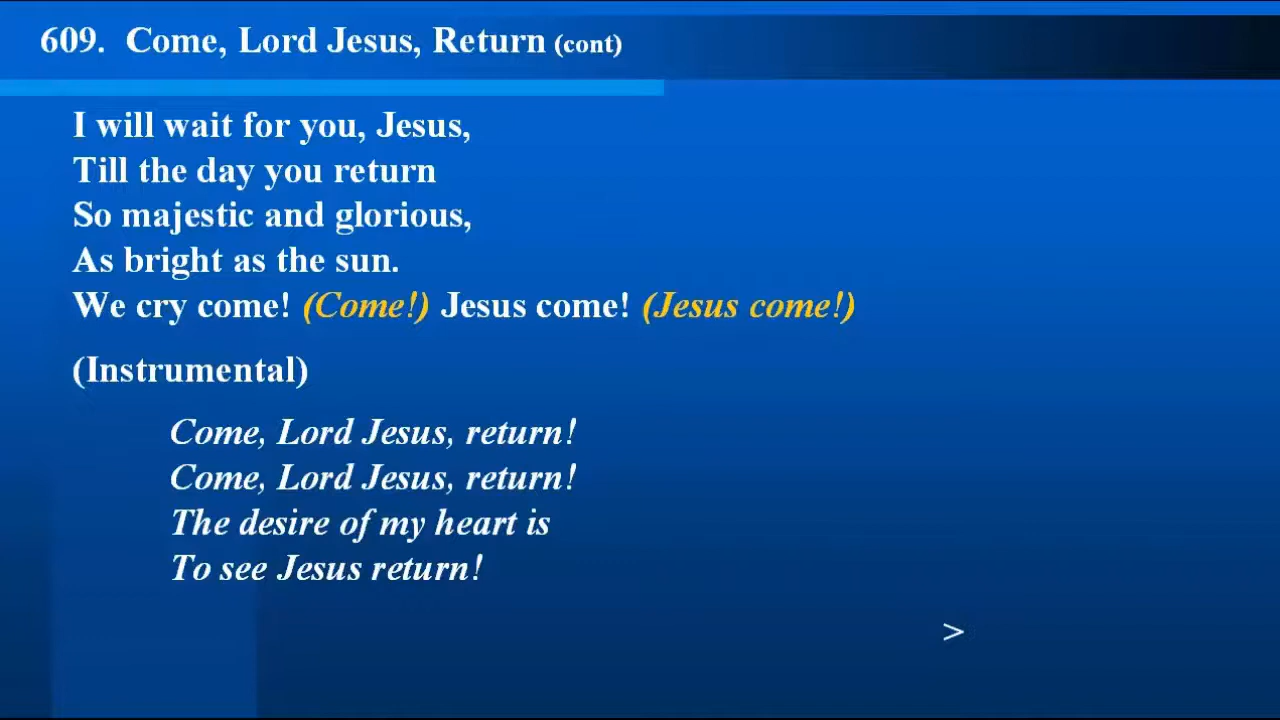 609. Come, Lord Jesus, Return (cont)
I will wait for you, Jesus,
Till the day you return
So majestic and glorious,
As bright as the sun.
We cry come! (Come!) Jesus come! (Jesus come!)
(Instrumental)
Come, Lord Jesus, return!
Come, Lord Jesus, return!
The desire of my heart is
To see Jesus return!
>